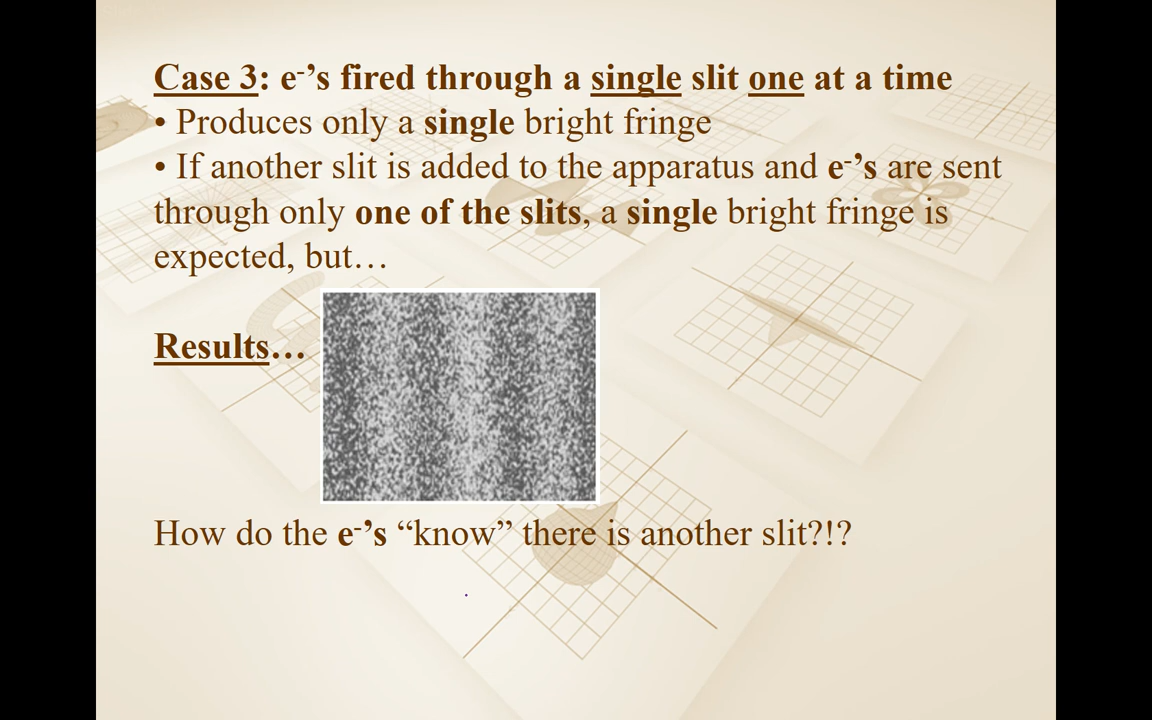 Case 3: e-’s fired through a single slit one at a time
• Produces only a single bright fringe
• If another slit is added to the apparatus and e-’s are sent
through only one of the slits, a single bright fringe is
expected, but…
Results…
How do the e-’s “know” there is another slit?!?